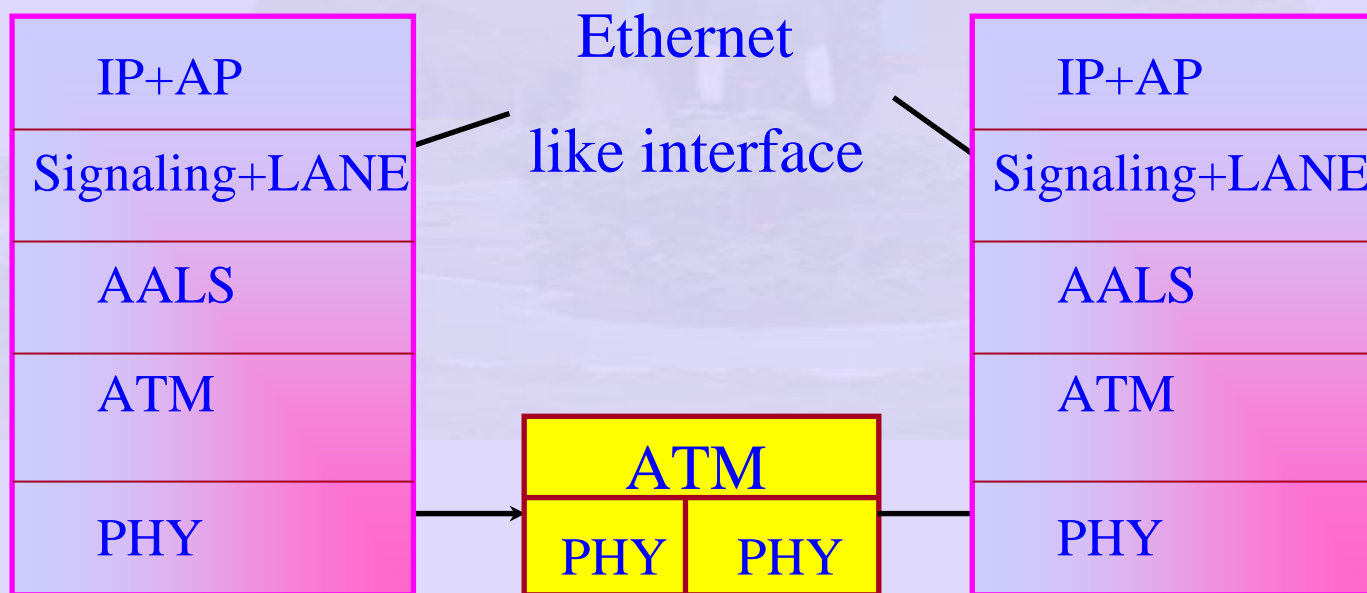 IP+AP
Signaling+LANE
AALS
ATM
PHY
Ethernet
like interface
ATM
PHY PHY
IP+AP
Signaling+LANE
AALS
ATM
PHY